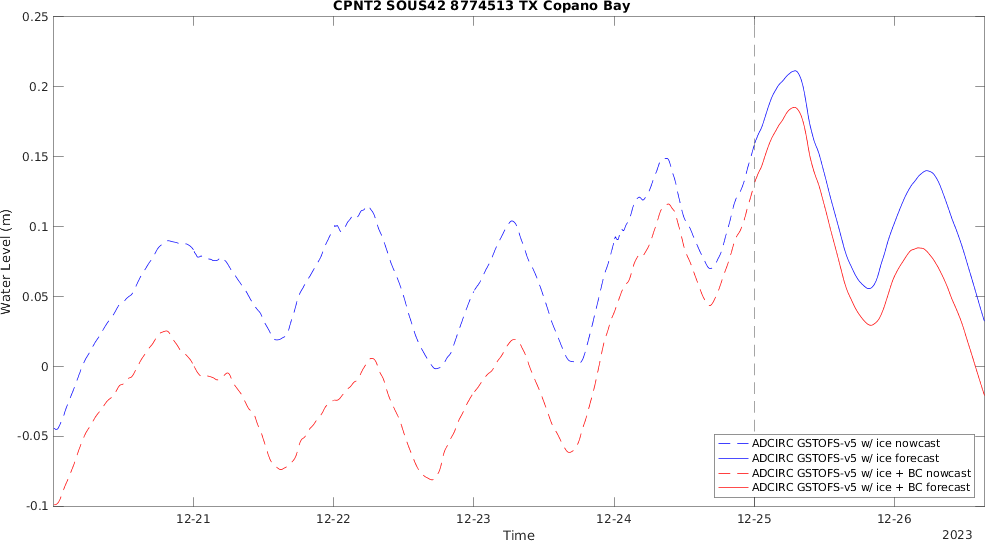 CPNT2 SOUS42 8774513 TX Copano Bay
0.25
0.2
0.15
0.1
0.05
0
-0.05
-0.1
Water Level (m)
ADCIRC GSTOFS-v5 w/ ice nowcast
ADCIRC GSTOFS-v5 w/ ice forecast
ADCIRC GSTOFS-v5 w/ ice + BC nowcast
ADCIRC GSTOFS-v5 w/ ice + BC forecast
12-21 12-22 12-23 12-24 12-25 12-26
Time
2023